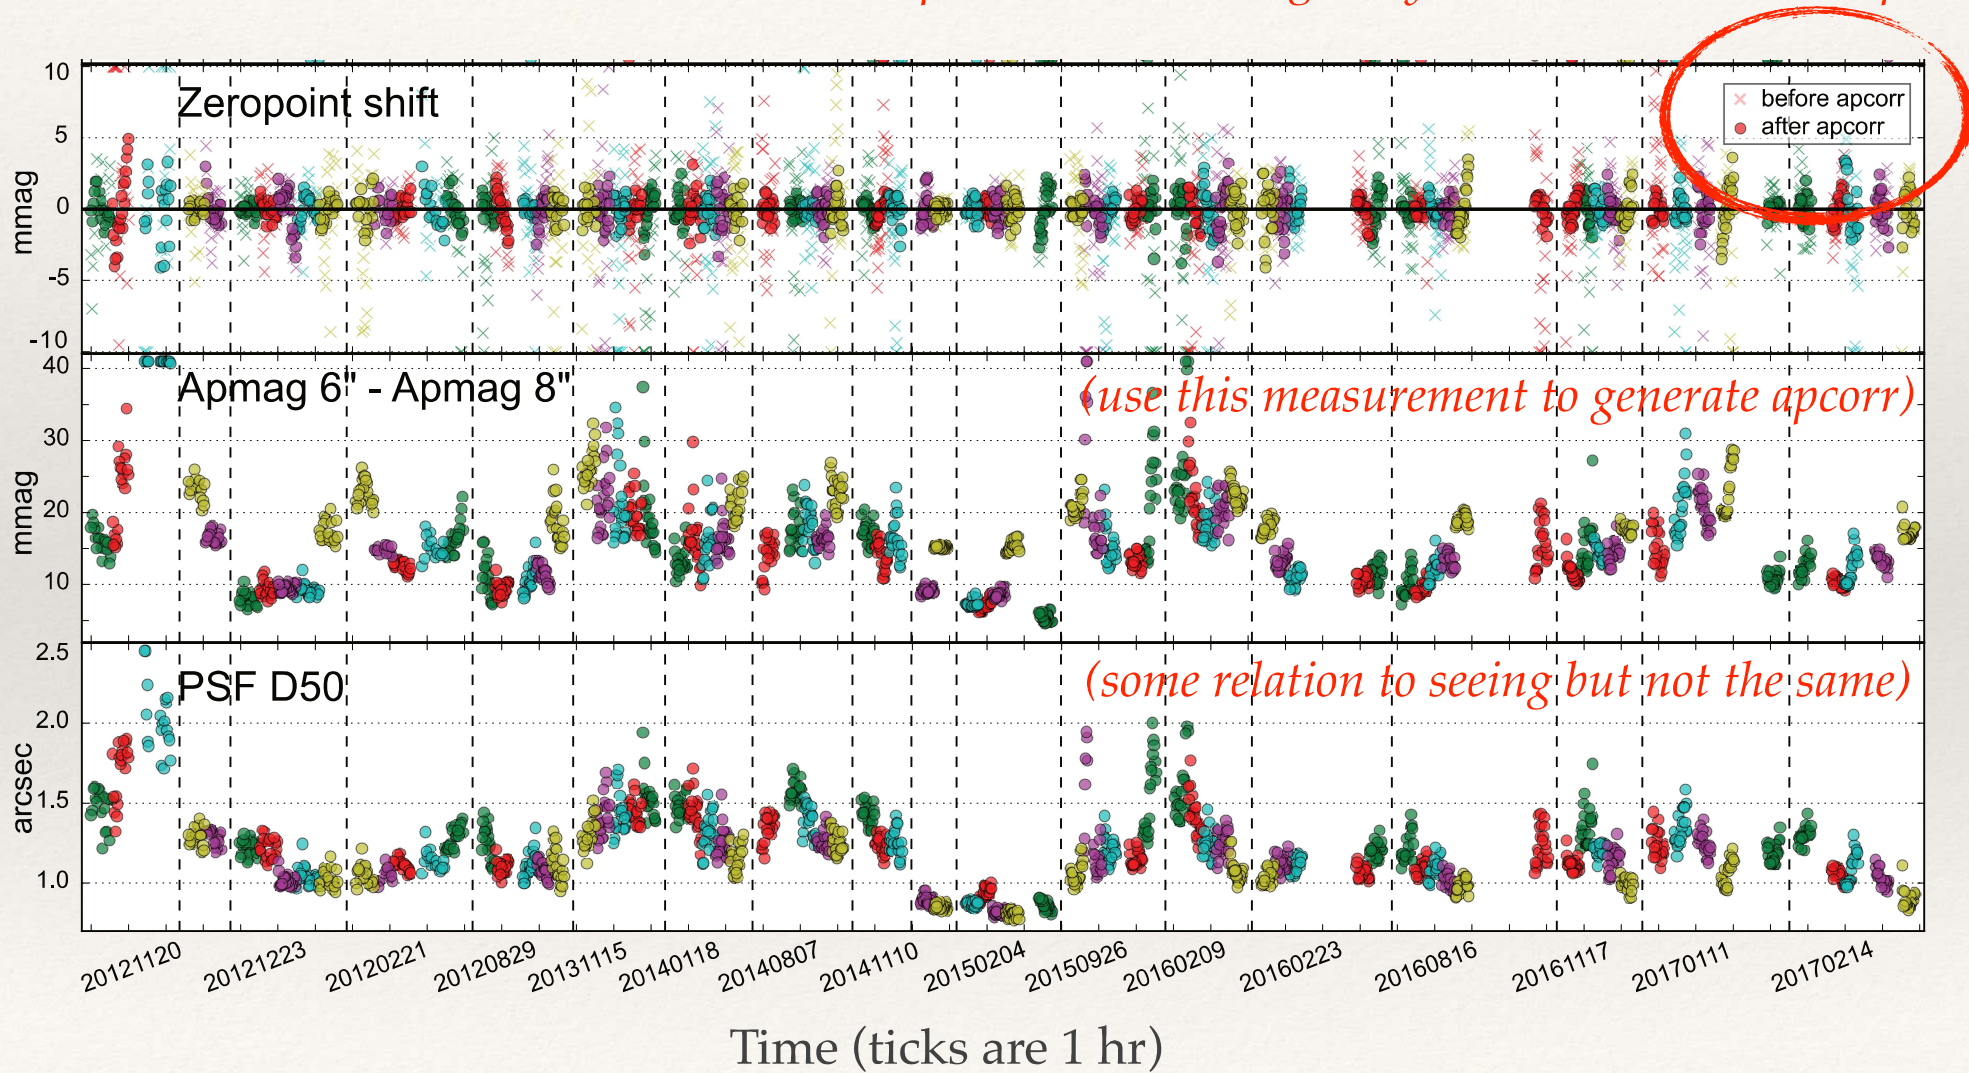 10
Zeropoint shift
× before apcorr
5
● after apcorr
mmag
0
-5
-10
40
Apmag 6" - Apmag 8"
(use this measurement to generate apcorr)
30
mmag
20
10
2.5
PSF D50
(some relation to seeing but not the same)
2.0
arcsec
1.5
1.0
20121120 20121223 20120221 20120829 20131115 20140118 20140807 20141110 20150204 20150926 20160209 20160223 20160816 20161117 20170111 20170214
Time (ticks are 1 hr)